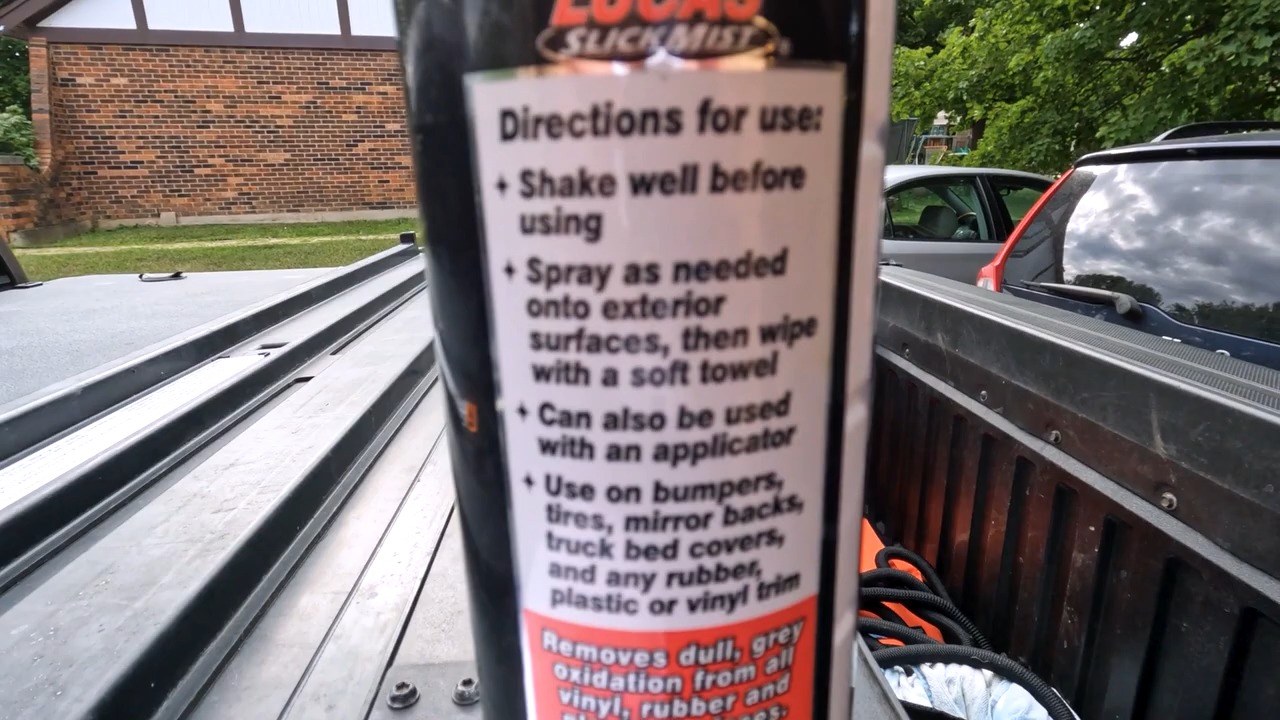 LUCAS
SLICK MIST
Directions for use:
✦ Shake well before
using
✦ Spray as needed
onto exterior
surfaces, then wipe
with a soft towel
✦ Can also be used
with an applicator
✦ Use on bumpers,
tires, mirror backs,
truck bed covers,
and any rubber,
plastic or vinyl trim
Removes dull, grey
oxidation from all
vinyl, rubber and